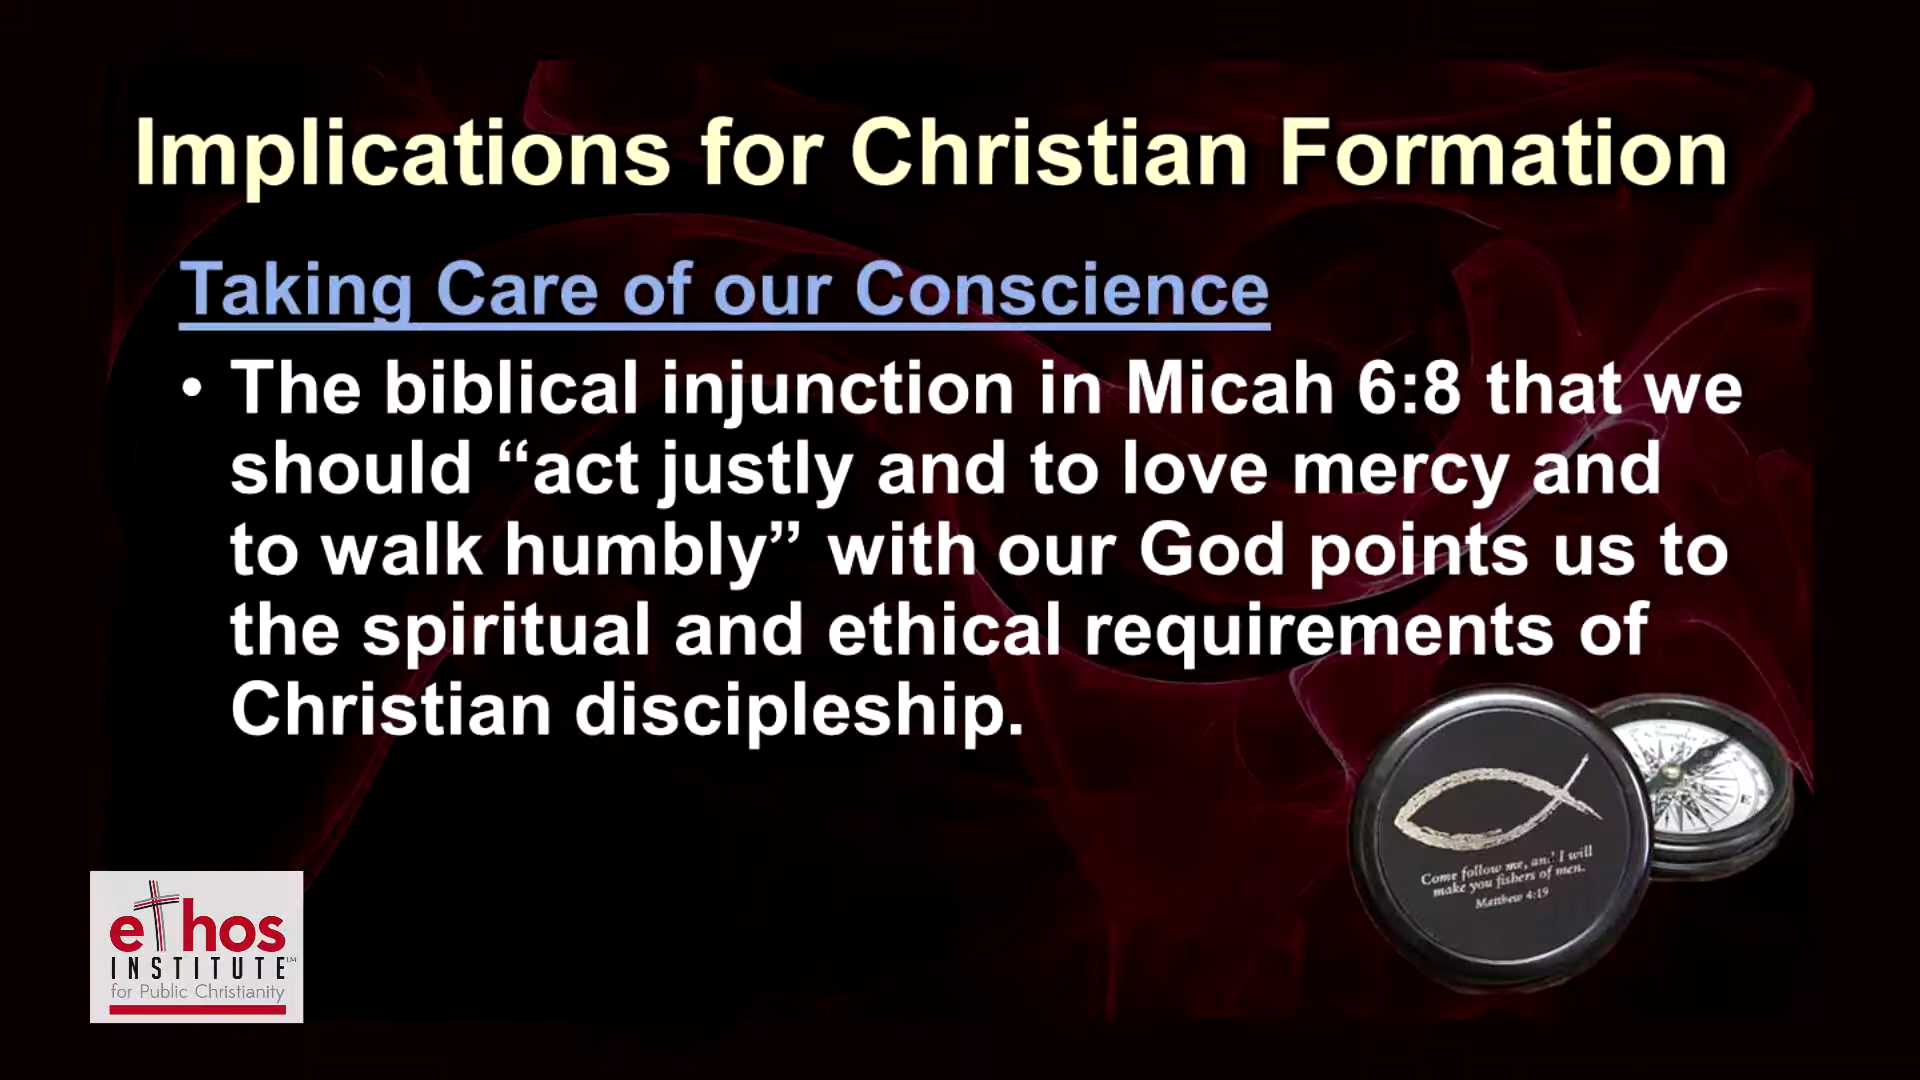 Implications for Christian Formation
Taking Care of our Conscience
• The biblical injunction in Micah 6:8 that we
should “act justly and to love mercy and
to walk humbly” with our God points us to
the spiritual and ethical requirements of
Christian discipleship.
Come follow me, and I will
make you fishers of men.
Matthew 4:19
ethos
INSTITUTE™
for Public Christianity